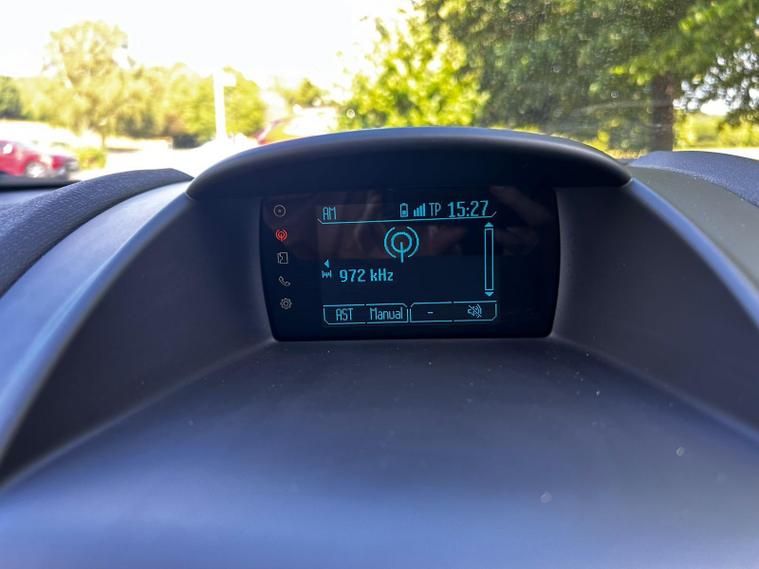 AM TP 15:27
972 kHz
AST Manual -